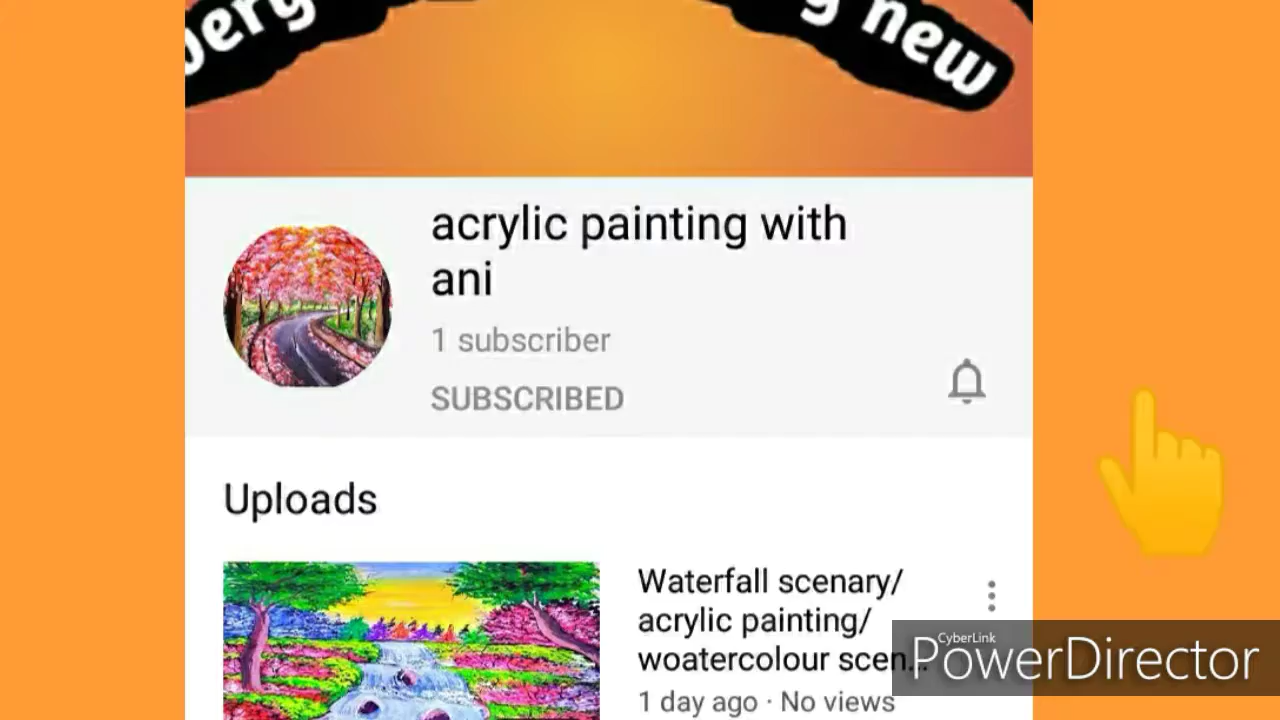 new
acrylic painting with
ani
1 subscriber
SUBSCRIBED
Uploads
Waterfall scenary/
acrylic painting/
woatercolour scen...
1 day ago · No views
CyberLink
PowerDirector